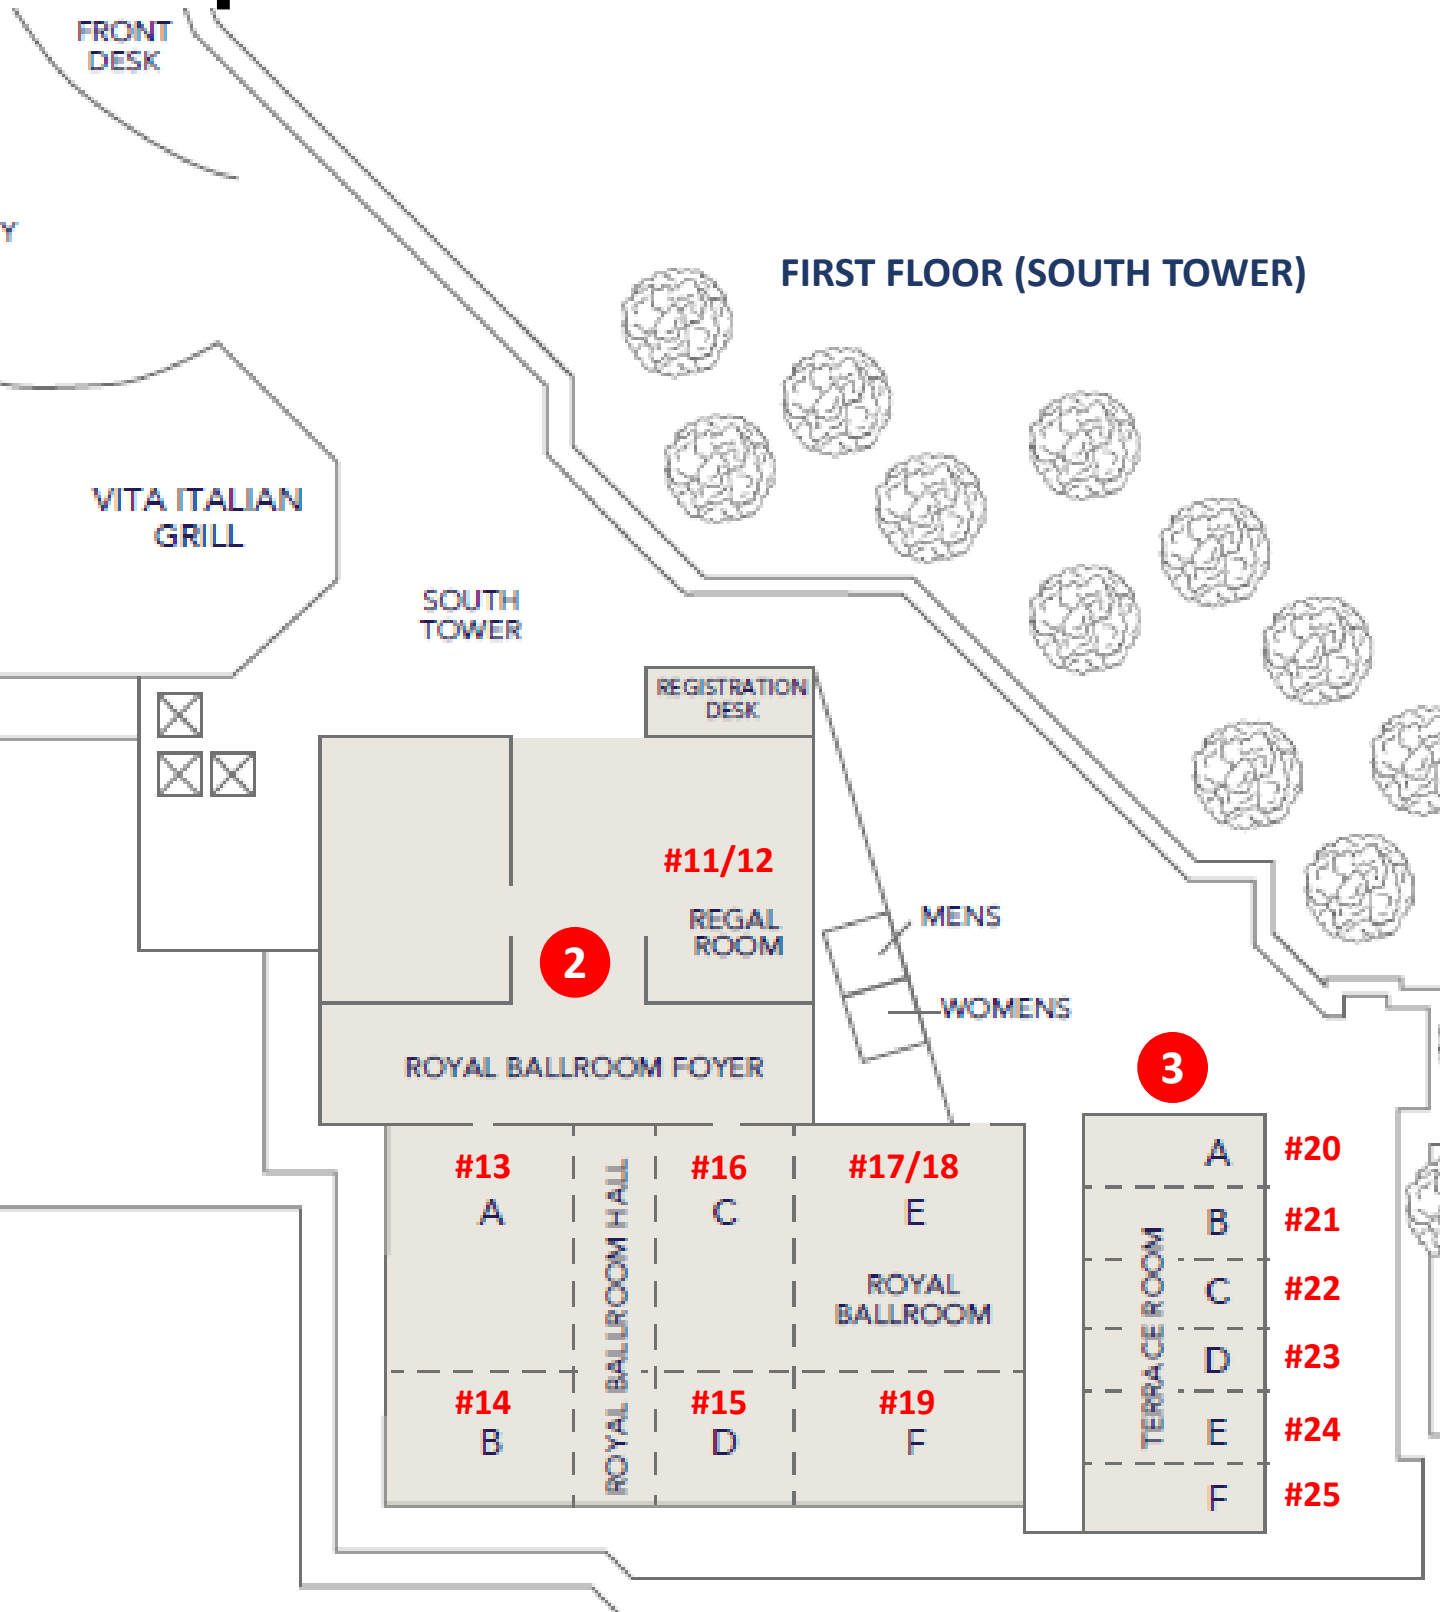 FRONT
DESK
Y
FIRST FLOOR (SOUTH TOWER)
VITA ITALIAN
GRILL
SOUTH
TOWER
REGISTRATION
DESK
#11/12
REGAL
ROOM
MENS
2
WOMENS
ROYAL BALLROOM FOYER
3
#13
A
ROYAL BALLROOM HALL
#16
C
#17/18
E
ROYAL
BALLROOM
#14
B
#15
D
#19
F
TERRACE ROOM
A
#20
B
#21
C
#22
D
#23
E
#24
F
#25